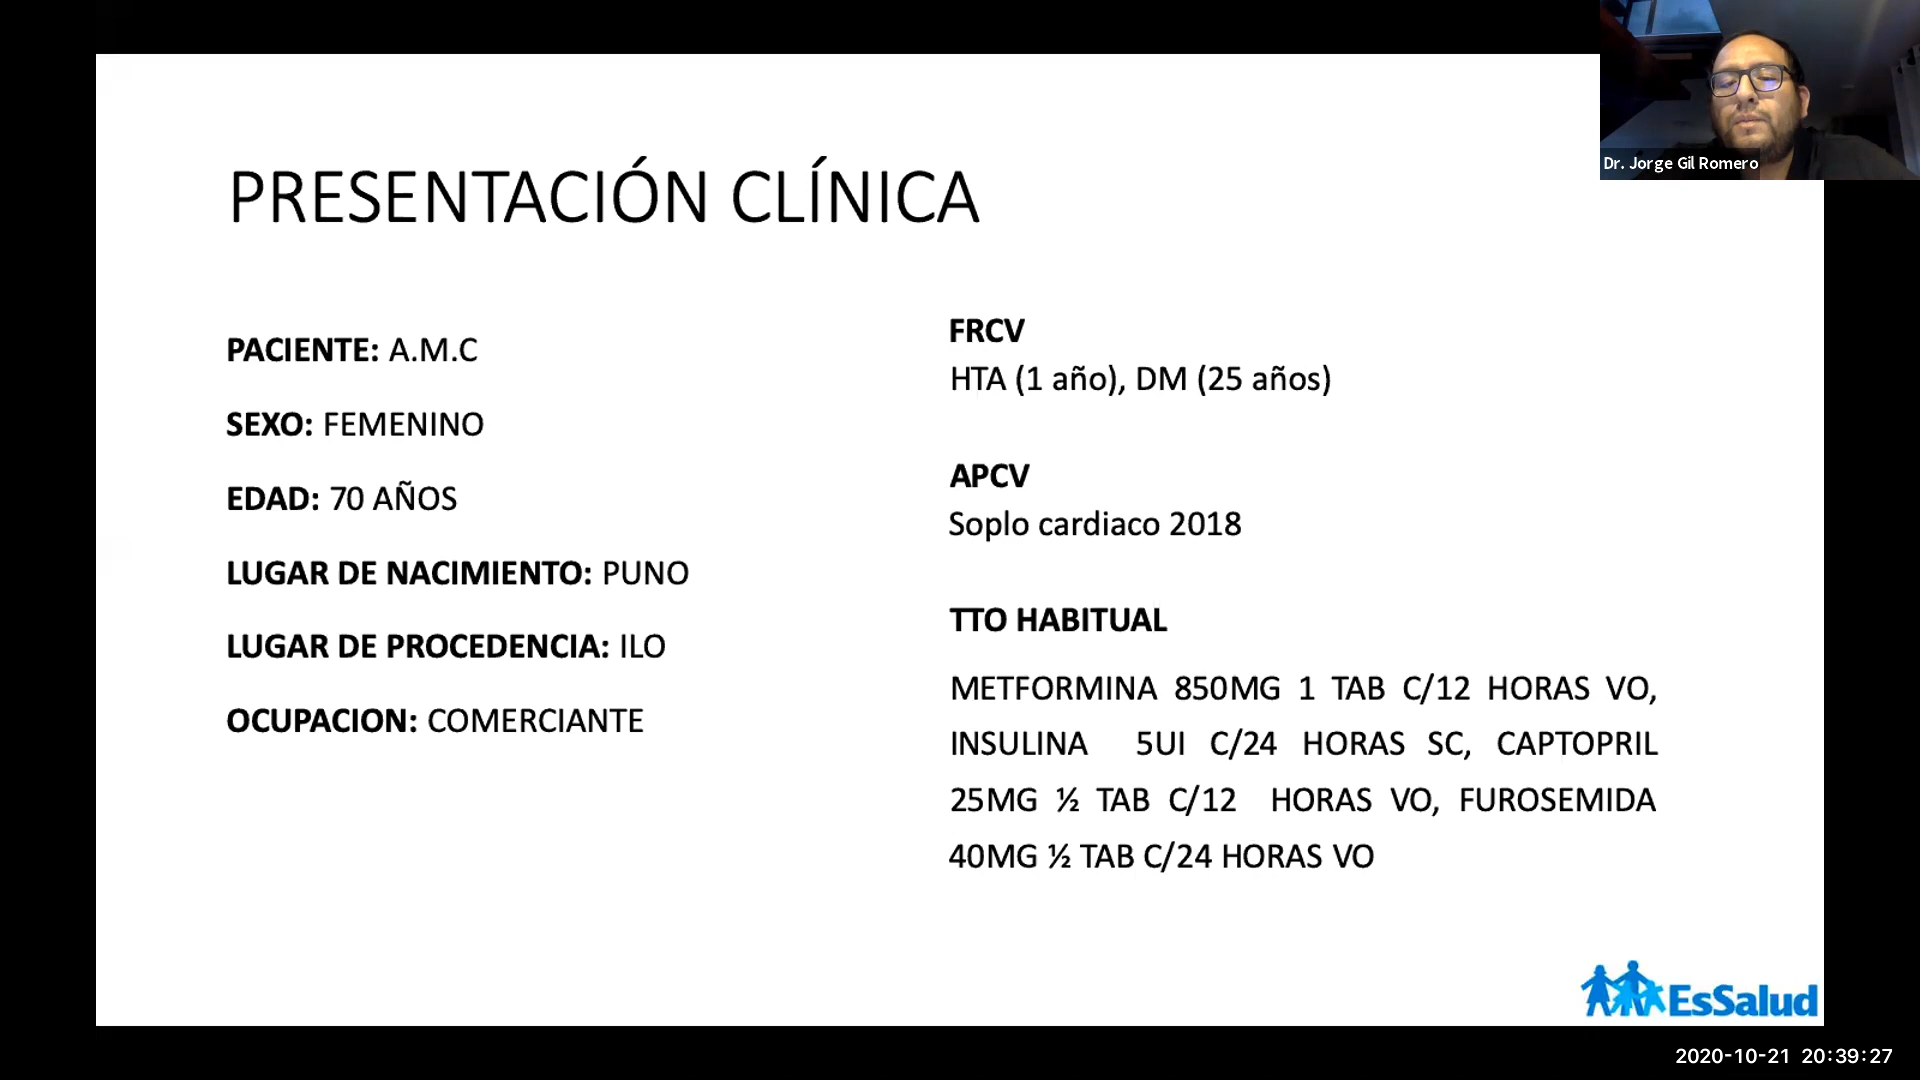 Dr. Jorge Gil Romero
PRESENTACIÓN CLÍNICA
PACIENTE: A.M.C
SEXO: FEMENINO
EDAD: 70 AÑOS
LUGAR DE NACIMIENTO: PUNO
LUGAR DE PROCEDENCIA: ILO
OCUPACION: COMERCIANTE
FRCV
HTA (1 año), DM (25 años)
APCV
Soplo cardiaco 2018
TTO HABITUAL
METFORMINA 850MG 1 TAB C/12 HORAS VO,
INSULINA 5UI C/24 HORAS SC, CAPTOPRIL
25MG ½ TAB C/12 HORAS VO, FUROSEMIDA
40MG ½ TAB C/24 HORAS VO
EsSalud
2020-10-21 20:39:27